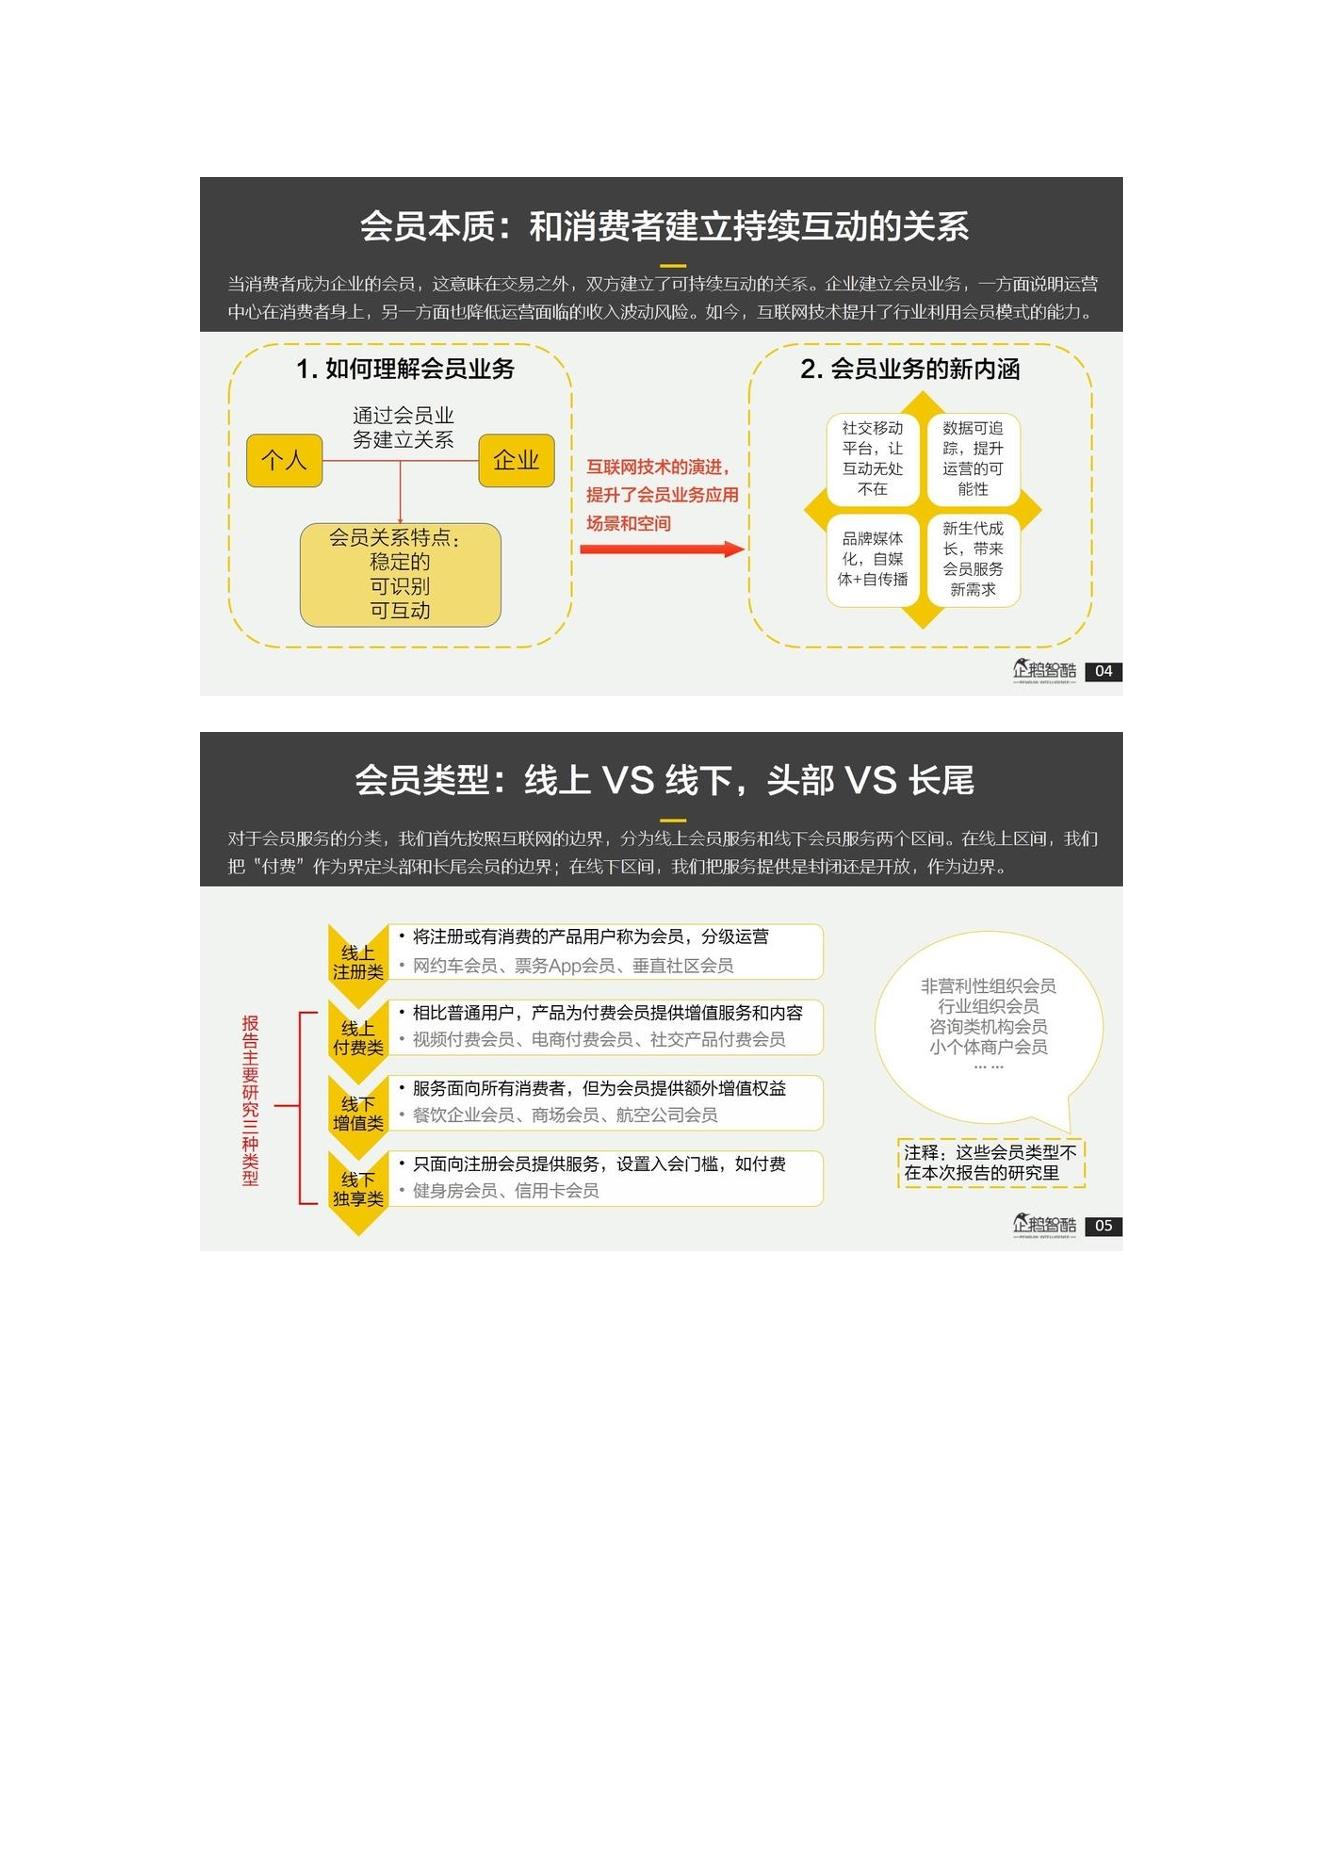 会员本质：和消费者建立持续互动的关系
当消费者成为企业的会员，这意味在交易之外，双方建立了可持续互动的关系。企业建立会员业务，一方面说明运营
中心在消费者身上，另一方面也降低运营面临的收入波动风险。如今，互联网技术提升了行业利用会员模式的能力。
1. 如何理解会员业务
通过会员业
务建立关系
个人
企业
会员关系特点：
稳定的
可识别
可互动
互联网技术的演进，
提升了会员业务应用
场景和空间
2. 会员业务的新内涵
社交移动
平台，让
互动无处
不在
数据可追
踪，提升
运营的可
能性
品牌媒体
化，自媒
体+自传播
新生代成
长，带来
会员服务
新需求
企鹅智酷
04
会员类型：线上 VS 线下，头部 VS 长尾
对于会员服务的分类，我们首先按照互联网的边界，分为线上会员服务和线下会员服务两个区间。在线上区间，我们
把“付费”作为界定头部和长尾会员的边界；在线下区间，我们把服务提供是封闭还是开放，作为边界。
报告主要研究三种类型
线上
注册类
• 将注册或有消费的产品用户称为会员，分级运营
• 网约车会员、票务App会员、垂直社区会员
线上
付费类
• 相比普通用户，产品为付费会员提供增值服务和内容
• 视频付费会员、电商付费会员、社交产品付费会员
线下
增值类
• 服务面向所有消费者，但为会员提供额外增值权益
• 餐饮企业会员、商场会员、航空公司会员
线下
独享类
• 只面向注册会员提供服务，设置入会门槛，如付费
• 健身房会员、信用卡会员
非营利性组织会员
行业组织会员
咨询类机构会员
小个体商户会员
... ...
注释：这些会员类型不
在本次报告的研究里
企鹅智酷
05